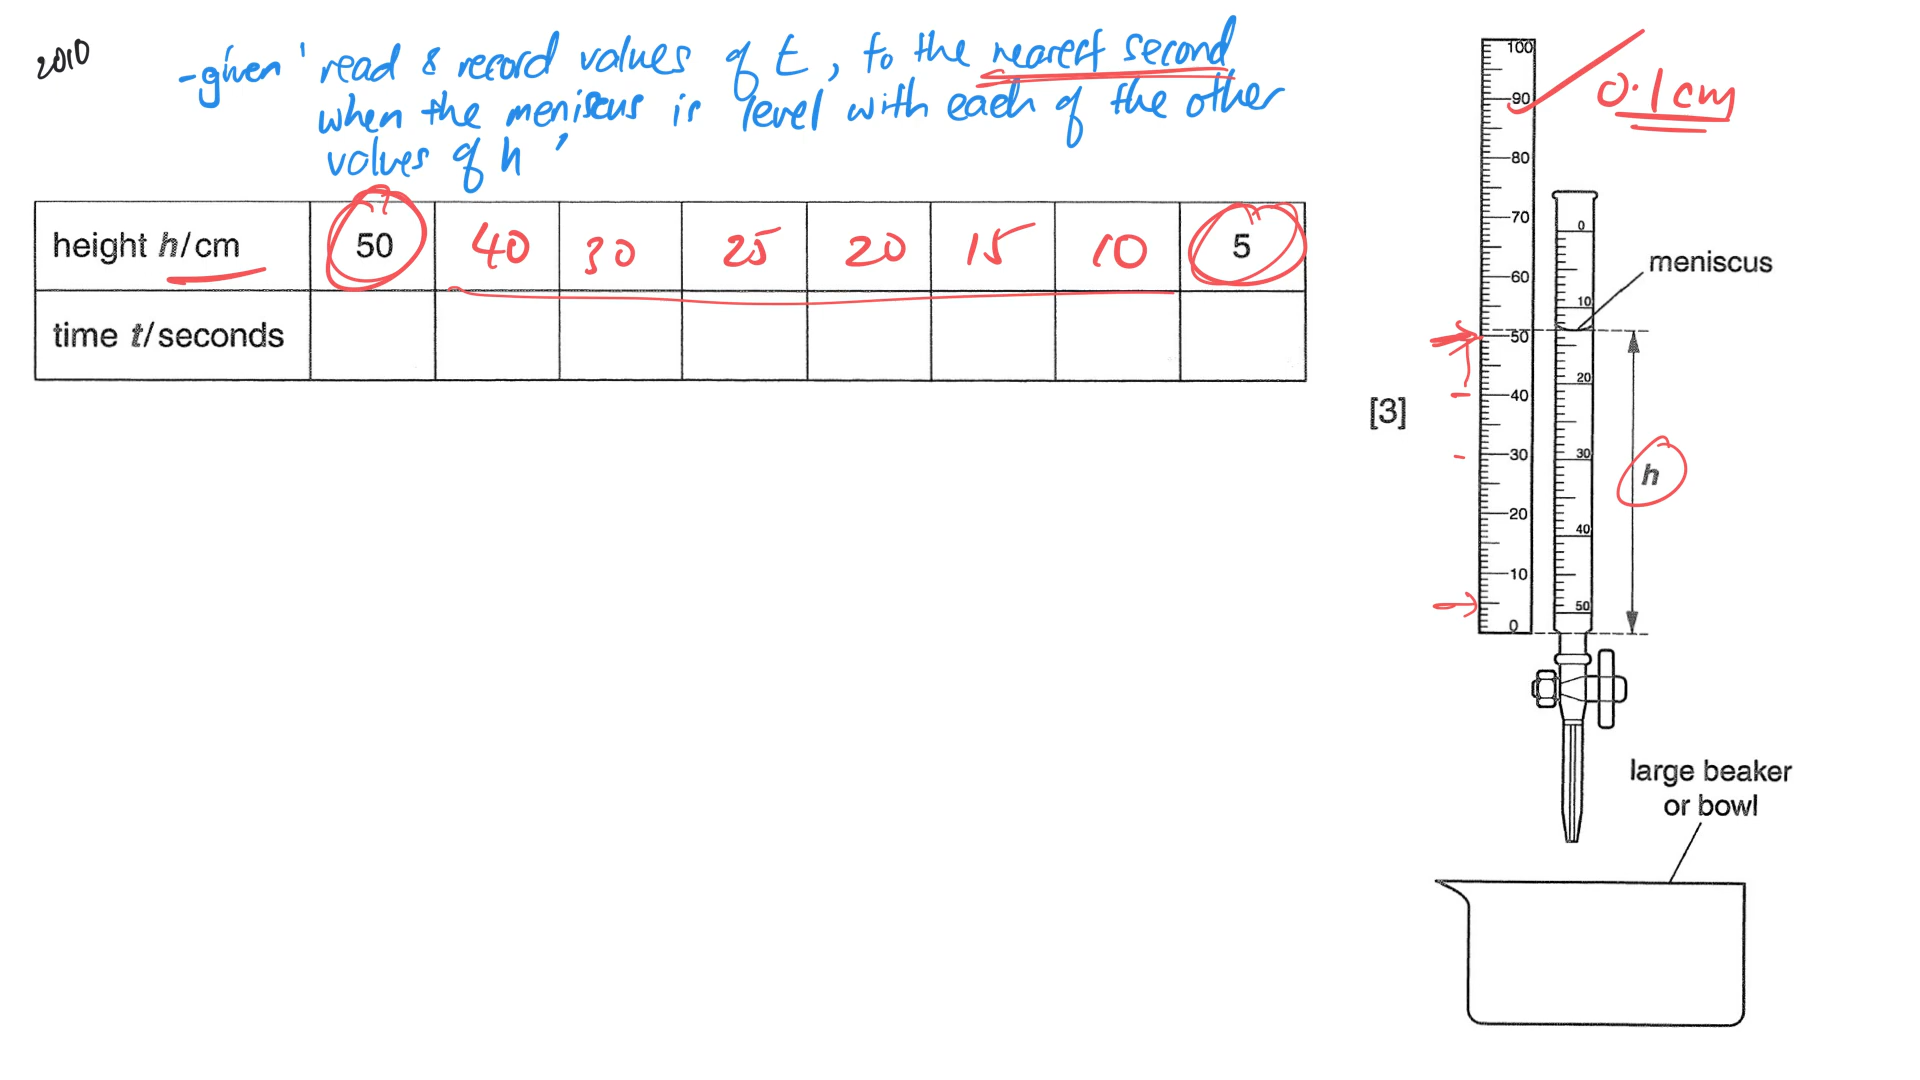 2010
- given ' read & record values of t, to the nearest second
when the meniscus is level with each of the other
values of h '
height h/cm 50 40 30 25 20 15 10 5
time t/seconds
[3]
100
90
80
70
60
50
40
30
20
10
0
0.1cm
0
10
20
30
40
50
meniscus
h
large beaker
or bowl